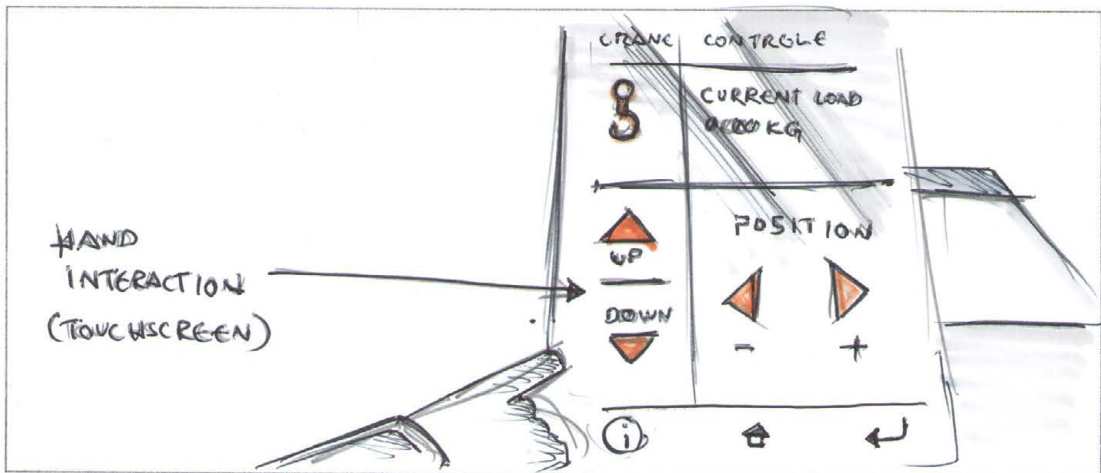 HAND
INTERACTION
(TOUCHSCREEN)
CRANE CONTROLE
CURRENT LOAD
KG
POSITION
UP
DOWN
- +
i